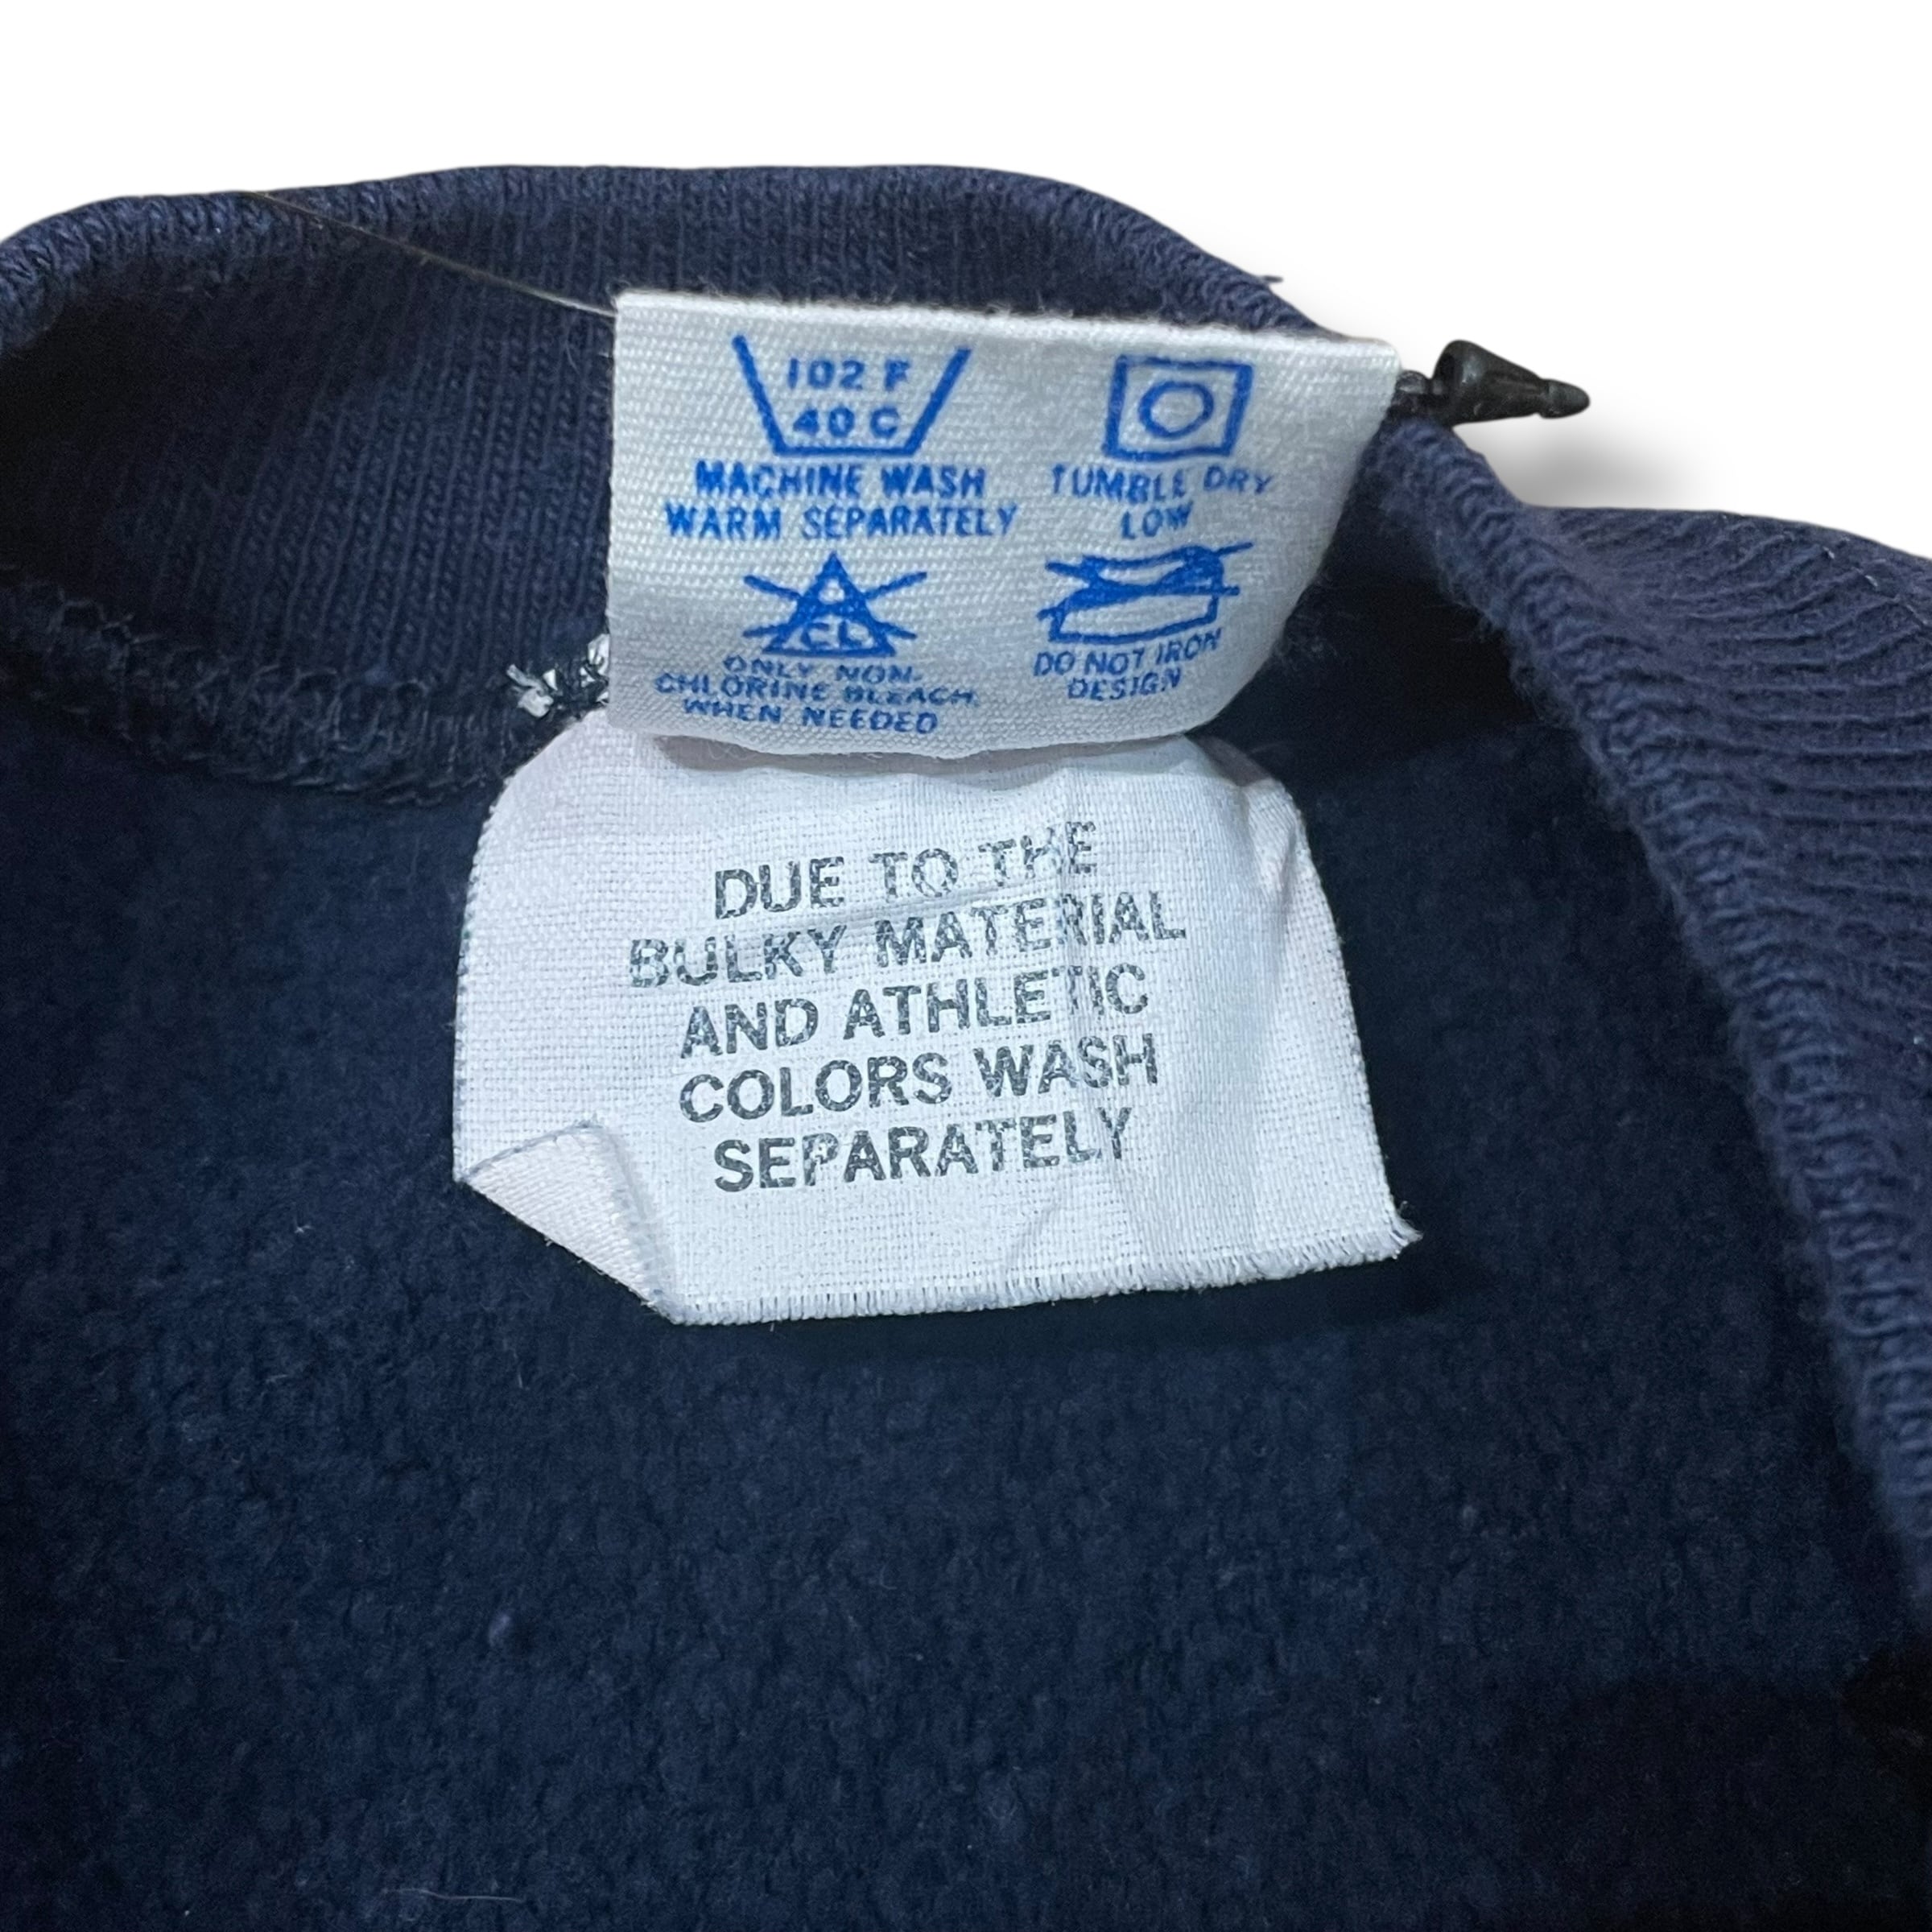 102 F
40 C
MACHINE WASH
WARM SEPARATELY
TUMBLE DRY
LOW
CL
ONLY NON-
CHLORINE BLEACH
WHEN NEEDED
DO NOT IRON
DESIGN
DUE TO THE
BULKY MATERIAL
AND ATHLETIC
COLORS WASH
SEPARATELY